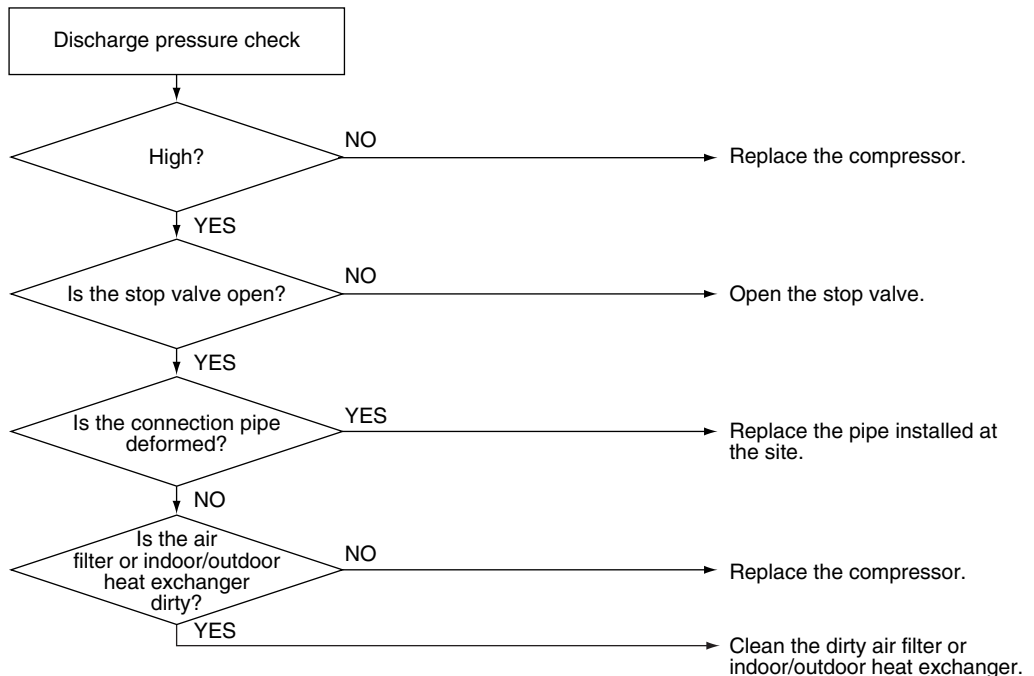 Discharge pressure check
High?
NO
Replace the compressor.
YES
Is the stop valve open?
NO
Open the stop valve.
YES
Is the connection pipe
deformed?
YES
Replace the pipe installed at
the site.
NO
Is the air
filter or indoor/outdoor
heat exchanger
dirty?
NO
Replace the compressor.
YES
Clean the dirty air filter or
indoor/outdoor heat exchanger.